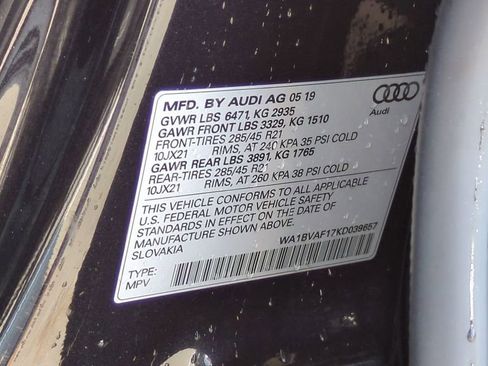 MFD. BY AUDI AG 05 19
GVWR LBS 6471, KG 2935
GAWR FRONT LBS 3329, KG 1510
FRONT-TIRES 285/45 R21
10JX21 RIMS, AT 240 KPA 35 PSI COLD
GAWR REAR LBS 3891, KG 1765
REAR-TIRES 285/45 R21
10JX21 RIMS, AT 260 KPA 38 PSI COLD
Audi
THIS VEHICLE CONFORMS TO ALL APPLICABLE
U.S. FEDERAL MOTOR VEHICLE SAFETY
STANDARDS IN EFFECT ON THE DATE OF
MANUFACTURE SHOWN ABOVE.
SLOVAKIA
WA1BVAF17KD039657
TYPE:
MPV